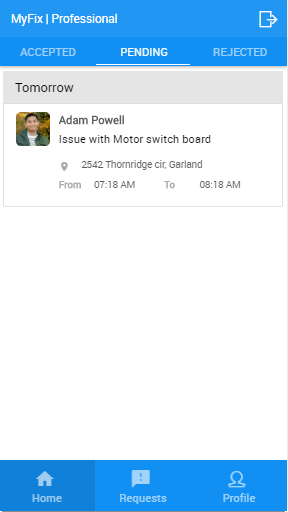 MyFix | Professional
ACCEPTED PENDING REJECTED
Tomorrow
Adam Powell
Issue with Motor switch board
2542 Thornridge cir, Garland
From 07:18 AM To 08:18 AM
Home Requests Profile